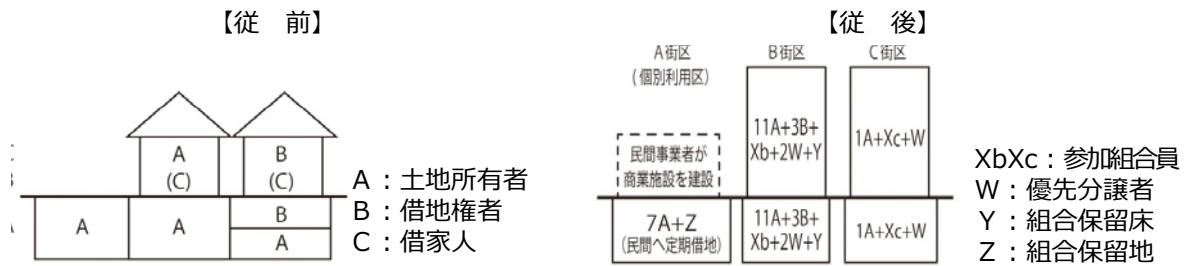 【従　前】
A
(C)
B
(C)
A
A
B
A
A：土地所有者
B：借地権者
C：借家人
【従　後】
A街区
(個別利用区)
B街区
C街区
民間事業者が
商業施設を建設
11A+3B+
Xb+2W+Y
1A+Xc+W
7A+Z
(民間へ定期借地)
11A+3B+
Xb+2W+Y
1A+Xc+W
XbXc：参加組合員
W：優先分譲者
Y：組合保留床
Z：組合保留地